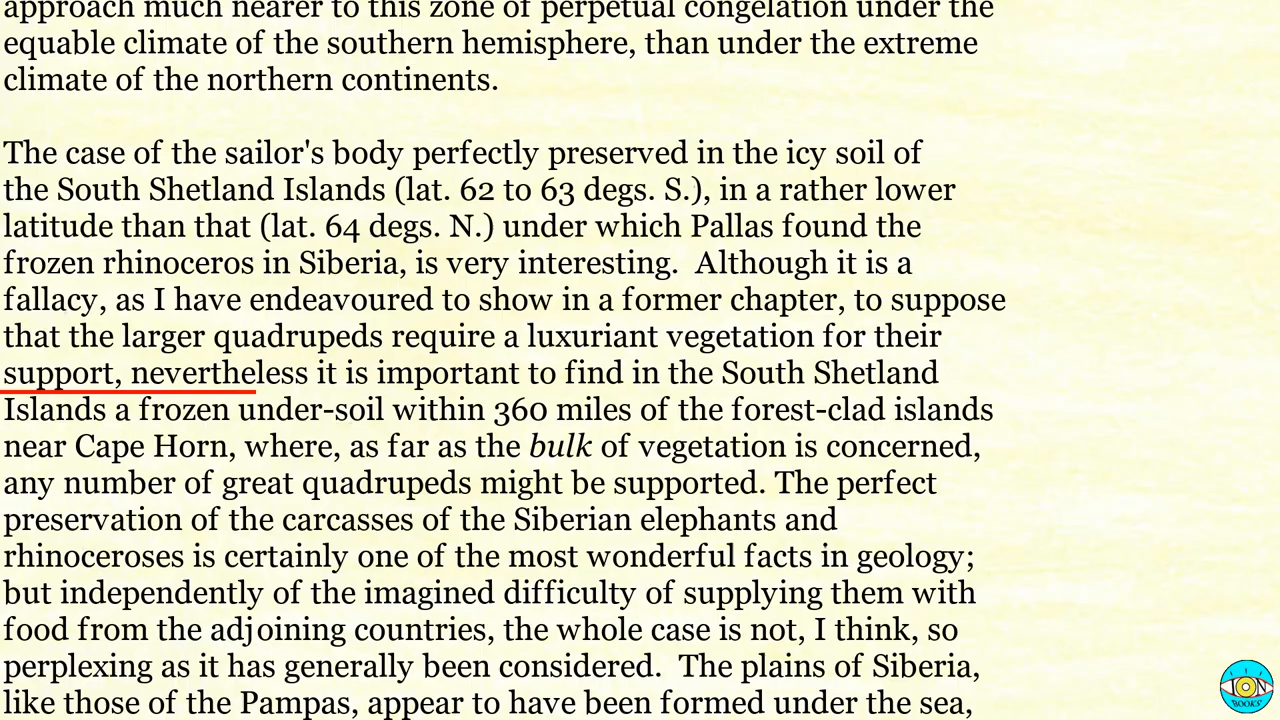 approach much nearer to this zone of perpetual congelation under the
equable climate of the southern hemisphere, than under the extreme
climate of the northern continents.
The case of the sailor's body perfectly preserved in the icy soil of
the South Shetland Islands (lat. 62 to 63 degs. S.), in a rather lower
latitude than that (lat. 64 degs. N.) under which Pallas found the
frozen rhinoceros in Siberia, is very interesting.  Although it is a
fallacy, as I have endeavoured to show in a former chapter, to suppose
that the larger quadrupeds require a luxuriant vegetation for their
support, nevertheless it is important to find in the South Shetland
Islands a frozen under-soil within 360 miles of the forest-clad islands
near Cape Horn, where, as far as the bulk of vegetation is concerned,
any number of great quadrupeds might be supported. The perfect
preservation of the carcasses of the Siberian elephants and
rhinoceroses is certainly one of the most wonderful facts in geology;
but independently of the imagined difficulty of supplying them with
food from the adjoining countries, the whole case is not, I think, so
perplexing as it has generally been considered.  The plains of Siberia,
like those of the Pampas, appear to have been formed under the sea,
ION
BOOKS